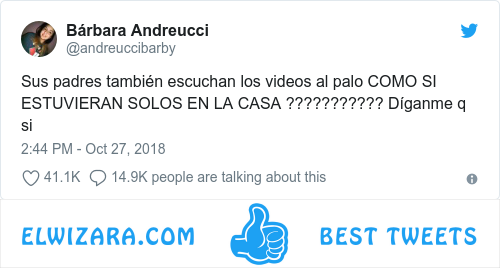 Bárbara Andreucci
@andreuccibarby
Sus padres también escuchan los videos al palo COMO SI
ESTUVIERAN SOLOS EN LA CASA ??????????? Díganme q
si
2:44 PM - Oct 27, 2018
41.1K 14.9K people are talking about this
ELWIZARA.COM BEST TWEETS